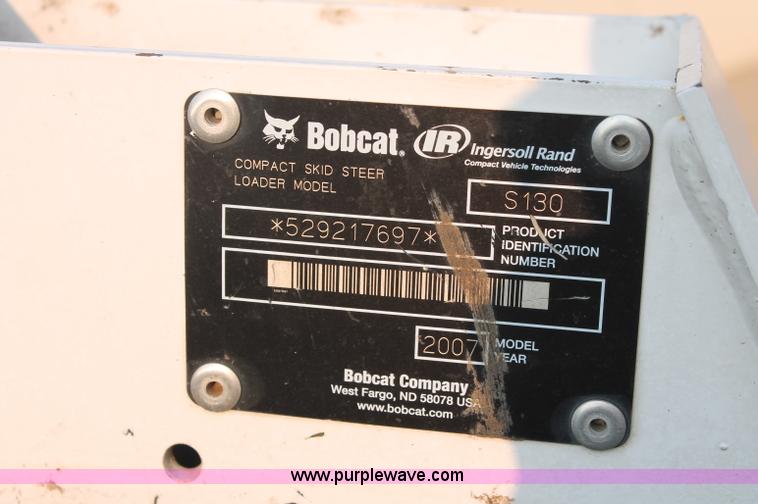 Bobcat. IR Ingersoll Rand
Compact Vehicle Technologies
COMPACT SKID STEER
LOADER MODEL
S130
*529217697*
PRODUCT
IDENTIFICATION
NUMBER
2007
MODEL
YEAR
Bobcat Company
West Fargo, ND 58078 USA
www.bobcat.com
www.purplewave.com